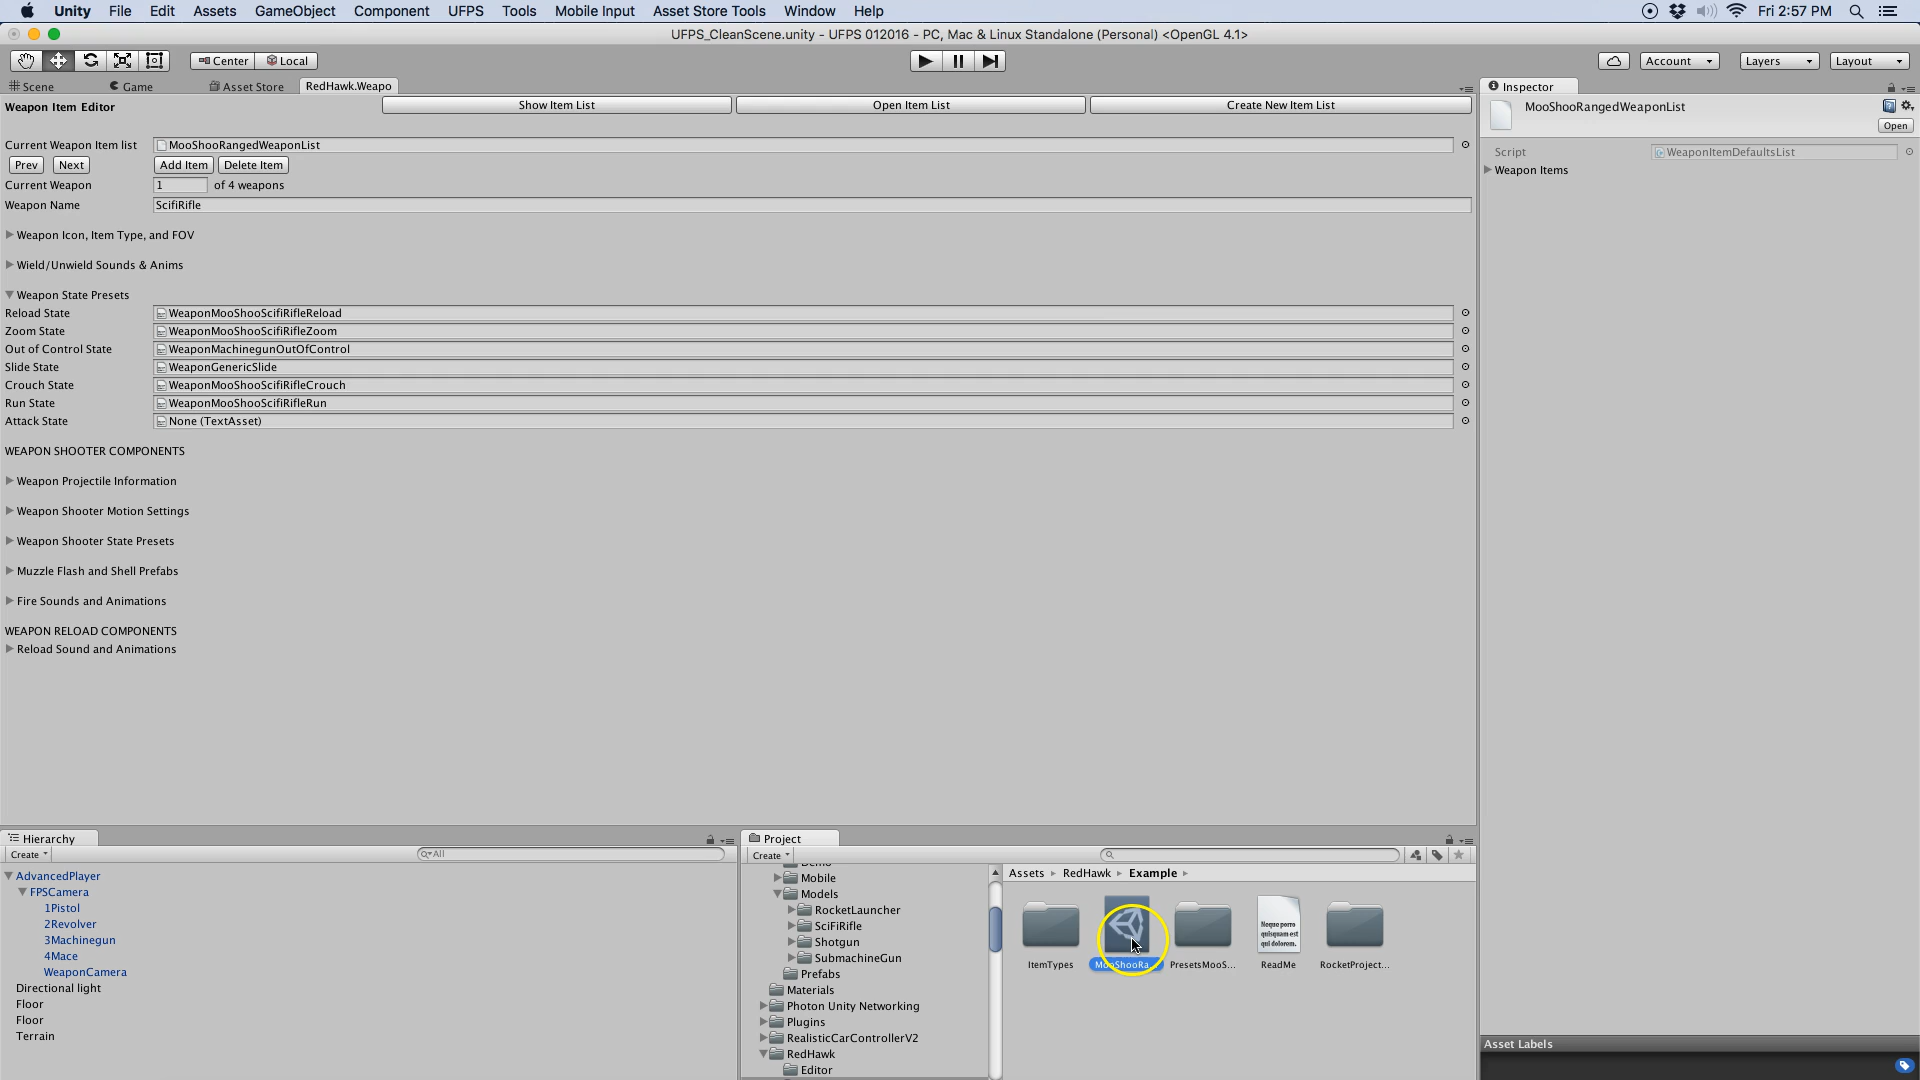 Unity File Edit Assets GameObject Component UFPS Tools Mobile Input Asset Store Tools Window Help Fri 2:57 PM
UFPS_CleanScene.unity - UFPS 012016 - PC, Mac & Linux Standalone (Personal) <OpenGL 4.1>
Center Local Account Layers Layout
Scene Game Asset Store RedHawk.Weapo
Weapon Item Editor Show Item List Open Item List Create New Item List
Current Weapon Item list MooShooRangedWeaponList
Prev Next Add Item Delete Item
Current Weapon 1 of 4 weapons
Weapon Name ScifiRifle
Weapon Icon, Item Type, and FOV
Wield/Unwield Sounds & Anims
Weapon State Presets
Reload State WeaponMooShooScifiRifleReload
Zoom State WeaponMooShooScifiRifleZoom
Out of Control State WeaponMachinegunOutOfControl
Slide State WeaponGenericSlide
Crouch State WeaponMooShooScifiRifleCrouch
Run State WeaponMooShooScifiRifleRun
Attack State None (TextAsset)
WEAPON SHOOTER COMPONENTS
Weapon Projectile Information
Weapon Shooter Motion Settings
Weapon Shooter State Presets
Muzzle Flash and Shell Prefabs
Fire Sounds and Animations
WEAPON RELOAD COMPONENTS
Reload Sound and Animations
Inspector
MooShooRangedWeaponList
Open
Script WeaponItemDefaultsList
Weapon Items
Asset Labels
Hierarchy
Create All
AdvancedPlayer
FPSCamera
1Pistol
2Revolver
3Machinegun
4Mace
WeaponCamera
Directional light
Floor
Floor
Terrain
Project
Create
Demo
Mobile
Models
RocketLauncher
SciFiRifle
Shotgun
SubmachineGun
Prefabs
Materials
Photon Unity Networking
Plugins
RealisticCarControllerV2
RedHawk
Editor
Assets RedHawk Example
Neque porro
quisquam est
qui dolorem.
ItemTypes MooShooRa... PresetsMooS... ReadMe RocketProject...